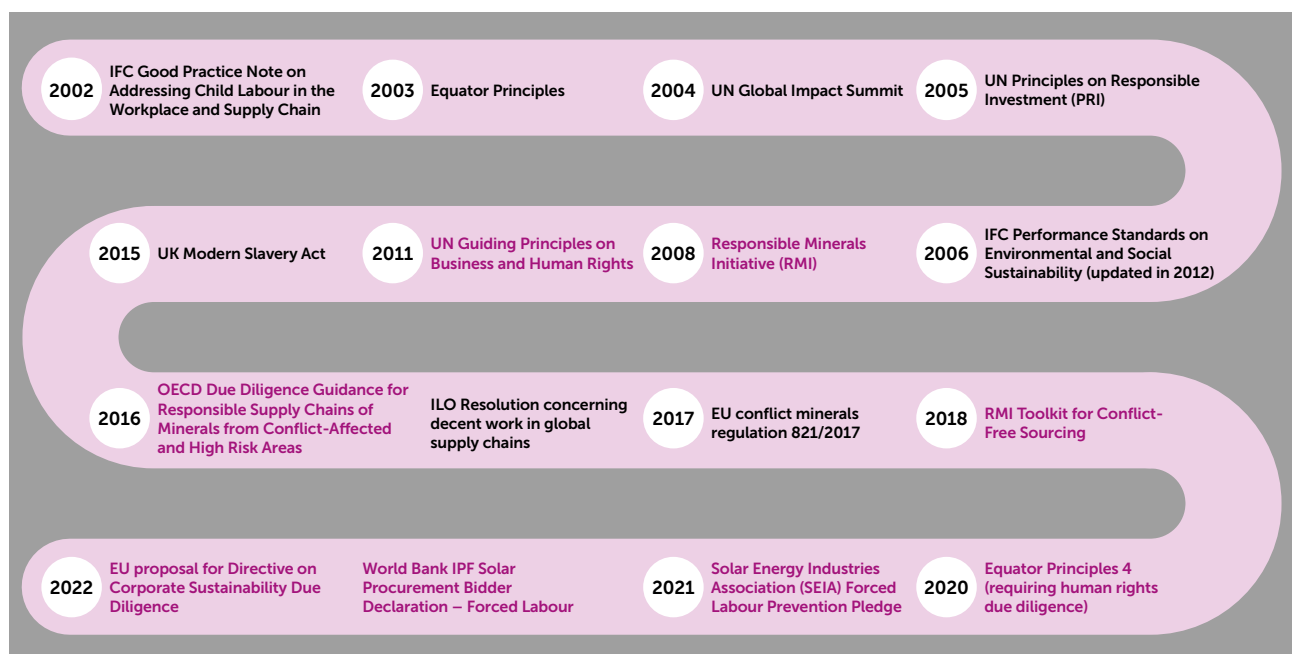 2002
IFC Good Practice Note on
Addressing Child Labour in the
Workplace and Supply Chain
2003
Equator Principles
2004
UN Global Impact Summit
2005
UN Principles on Responsible
Investment (PRI)
2006
IFC Performance Standards on
Environmental and Social
Sustainability (updated in 2012)
2008
Responsible Minerals
Initiative (RMI)
2011
UN Guiding Principles on
Business and Human Rights
2015
UK Modern Slavery Act
2016
OECD Due Diligence Guidance for
Responsible Supply Chains of
Minerals from Conflict-Affected
and High Risk Areas
ILO Resolution concerning
decent work in global
supply chains
2017
EU conflict minerals
regulation 821/2017
2018
RMI Toolkit for Conflict-
Free Sourcing
2020
Equator Principles 4
(requiring human rights
due diligence)
2021
Solar Energy Industries
Association (SEIA) Forced
Labour Prevention Pledge
World Bank IPF Solar
Procurement Bidder
Declaration – Forced Labour
2022
EU proposal for Directive on
Corporate Sustainability Due
Diligence